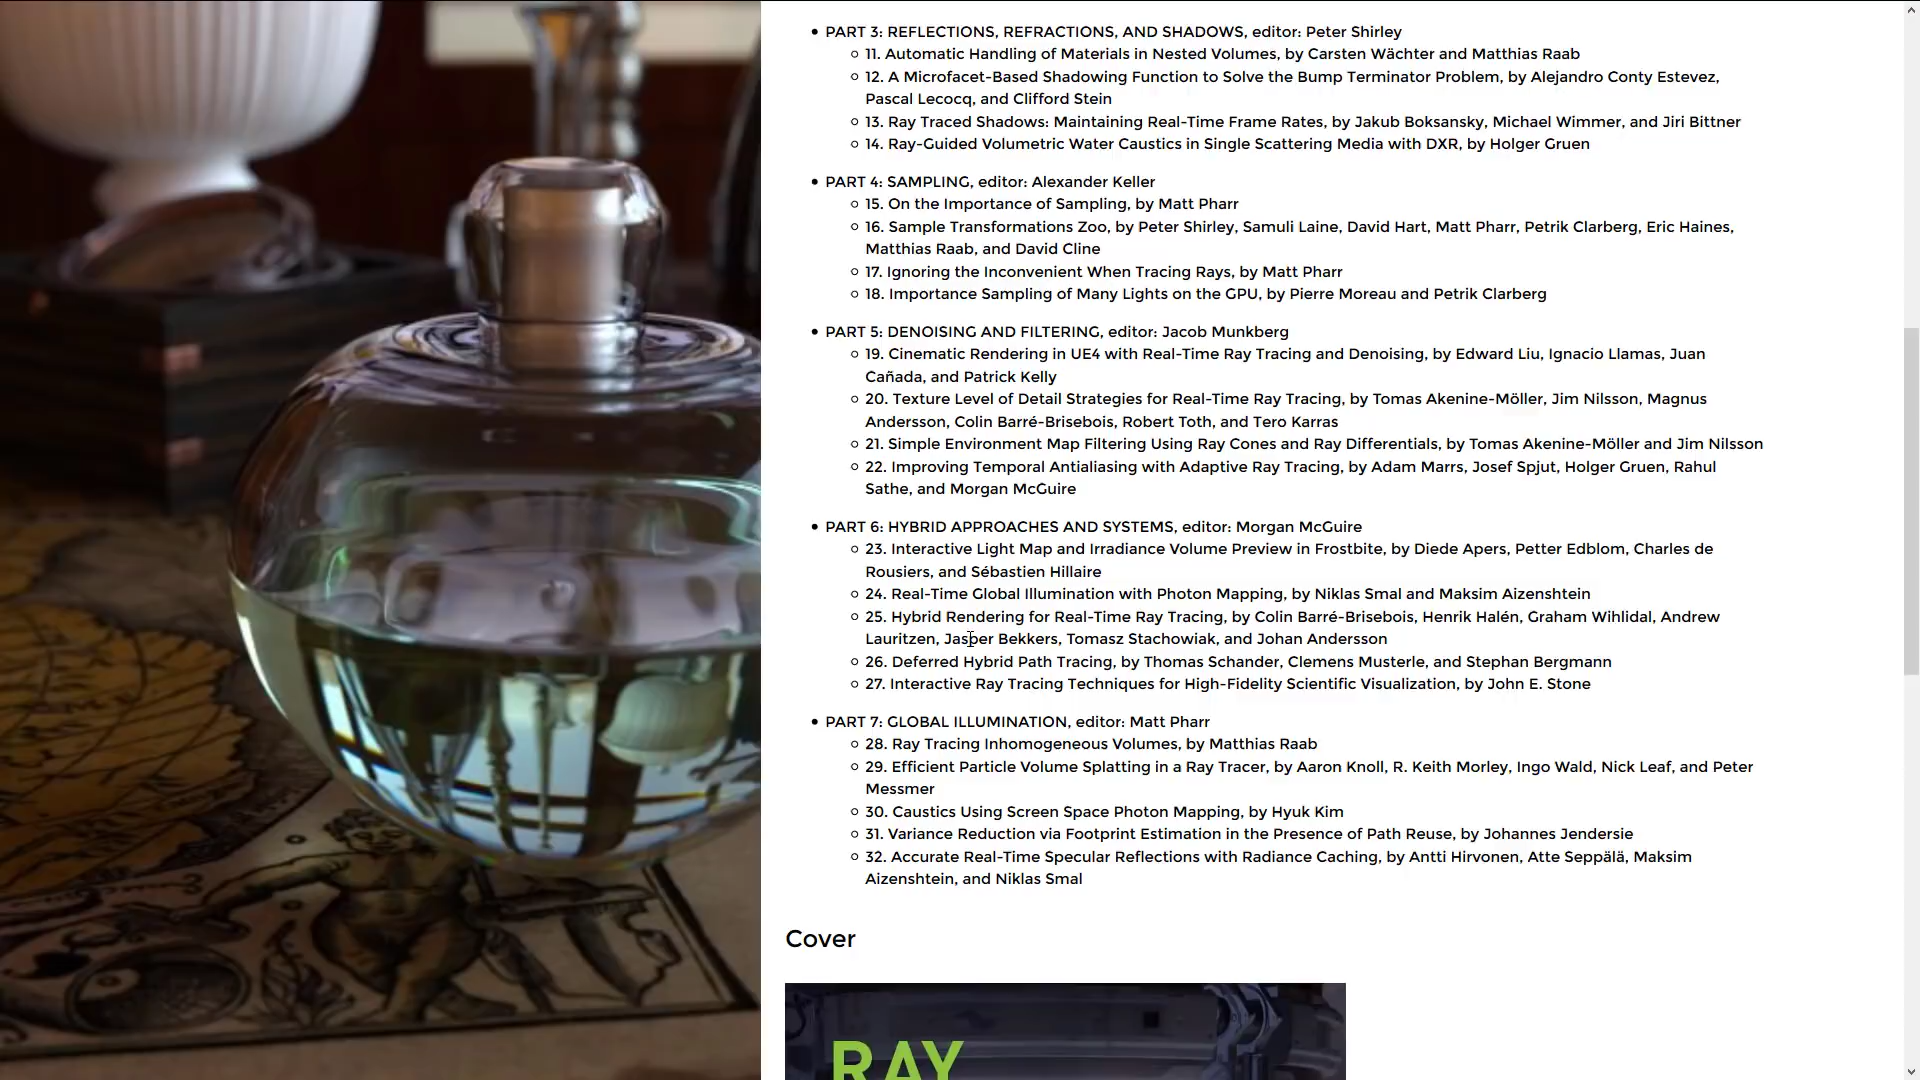 PART 3: REFLECTIONS, REFRACTIONS, AND SHADOWS, editor: Peter Shirley
11. Automatic Handling of Materials in Nested Volumes, by Carsten Wächter and Matthias Raab
12. A Microfacet-Based Shadowing Function to Solve the Bump Terminator Problem, by Alejandro Conty Estevez,
Pascal Lecocq, and Clifford Stein
13. Ray Traced Shadows: Maintaining Real-Time Frame Rates, by Jakub Boksansky, Michael Wimmer, and Jiri Bittner
14. Ray-Guided Volumetric Water Caustics in Single Scattering Media with DXR, by Holger Gruen
PART 4: SAMPLING, editor: Alexander Keller
15. On the Importance of Sampling, by Matt Pharr
16. Sample Transformations Zoo, by Peter Shirley, Samuli Laine, David Hart, Matt Pharr, Petrik Clarberg, Eric Haines,
Matthias Raab, and David Cline
17. Ignoring the Inconvenient When Tracing Rays, by Matt Pharr
18. Importance Sampling of Many Lights on the GPU, by Pierre Moreau and Petrik Clarberg
PART 5: DENOISING AND FILTERING, editor: Jacob Munkberg
19. Cinematic Rendering in UE4 with Real-Time Ray Tracing and Denoising, by Edward Liu, Ignacio Llamas, Juan
Cañada, and Patrick Kelly
20. Texture Level of Detail Strategies for Real-Time Ray Tracing, by Tomas Akenine-Möller, Jim Nilsson, Magnus
Andersson, Colin Barré-Brisebois, Robert Toth, and Tero Karras
21. Simple Environment Map Filtering Using Ray Cones and Ray Differentials, by Tomas Akenine-Möller and Jim Nilsson
22. Improving Temporal Antialiasing with Adaptive Ray Tracing, by Adam Marrs, Josef Spjut, Holger Gruen, Rahul
Sathe, and Morgan McGuire
PART 6: HYBRID APPROACHES AND SYSTEMS, editor: Morgan McGuire
23. Interactive Light Map and Irradiance Volume Preview in Frostbite, by Diede Apers, Petter Edblom, Charles de
Rousiers, and Sébastien Hillaire
24. Real-Time Global Illumination with Photon Mapping, by Niklas Smal and Maksim Aizenshtein
25. Hybrid Rendering for Real-Time Ray Tracing, by Colin Barré-Brisebois, Henrik Halén, Graham Wihlidal, Andrew
Lauritzen, Jasper Bekkers, Tomasz Stachowiak, and Johan Andersson
26. Deferred Hybrid Path Tracing, by Thomas Schander, Clemens Musterle, and Stephan Bergmann
27. Interactive Ray Tracing Techniques for High-Fidelity Scientific Visualization, by John E. Stone
PART 7: GLOBAL ILLUMINATION, editor: Matt Pharr
28. Ray Tracing Inhomogeneous Volumes, by Matthias Raab
29. Efficient Particle Volume Splatting in a Ray Tracer, by Aaron Knoll, R. Keith Morley, Ingo Wald, Nick Leaf, and Peter
Messmer
30. Caustics Using Screen Space Photon Mapping, by Hyuk Kim
31. Variance Reduction via Footprint Estimation in the Presence of Path Reuse, by Johannes Jendersie
32. Accurate Real-Time Specular Reflections with Radiance Caching, by Antti Hirvonen, Atte Seppälä, Maksim
Aizenshtein, and Niklas Smal
Cover
RAY